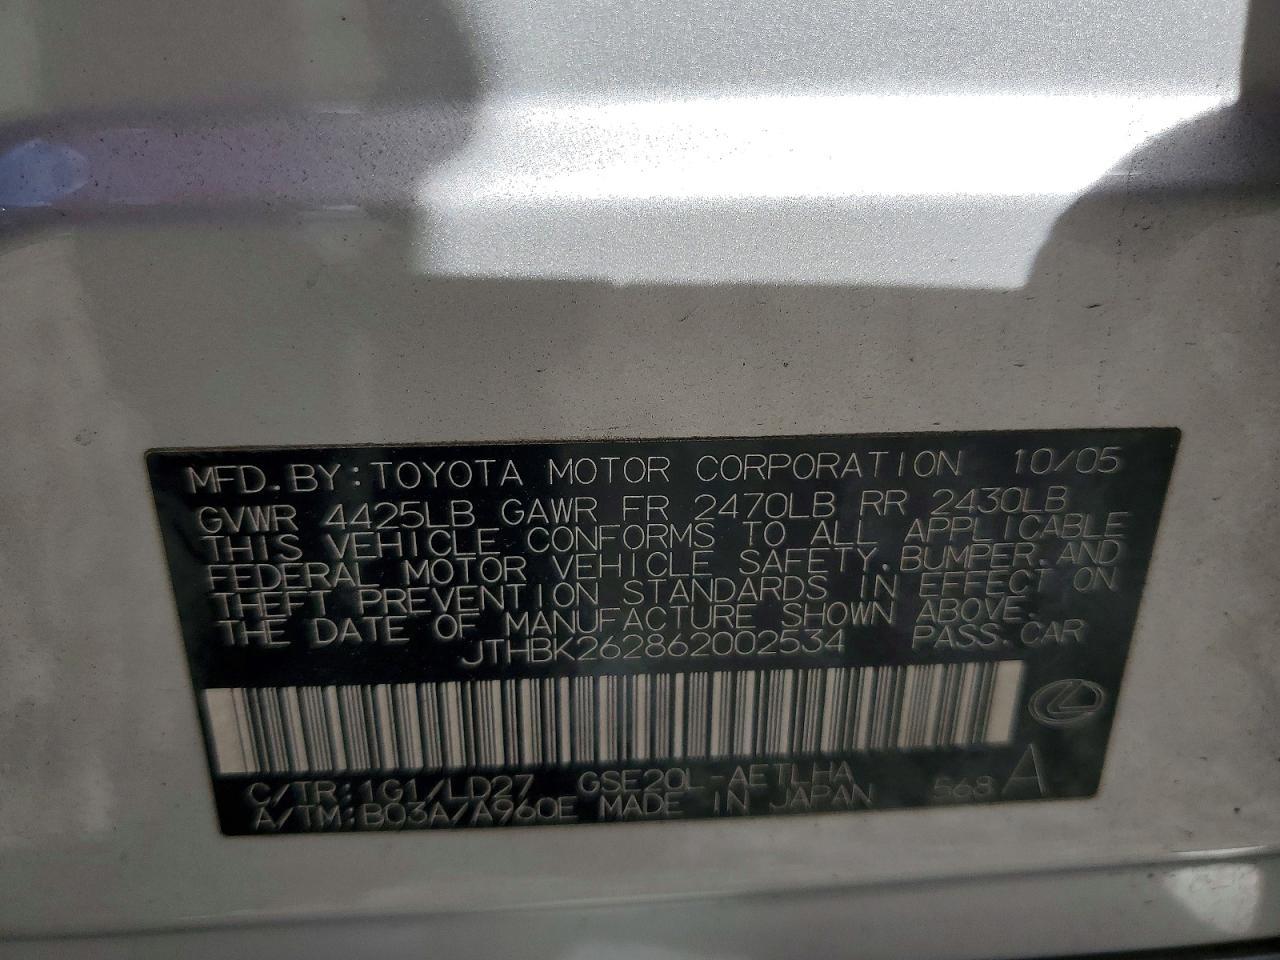 MFD. BY: TOYOTA MOTOR CORPORATION 10/05
GVWR 4425LB GAWR FR 2470LB RR 2430LB
THIS VEHICLE CONFORMS TO ALL APPLICABLE
FEDERAL MOTOR VEHICLE SAFETY, BUMPER, AND
THEFT PREVENTION STANDARDS IN EFFECT ON
THE DATE OF MANUFACTURE SHOWN ABOVE.
JTHBK262862002534 PASS. CAR
C/TR: 1G1/LD27 GSE20L-AETLHA
A/TM: B03A/A960E MADE IN JAPAN 568 A